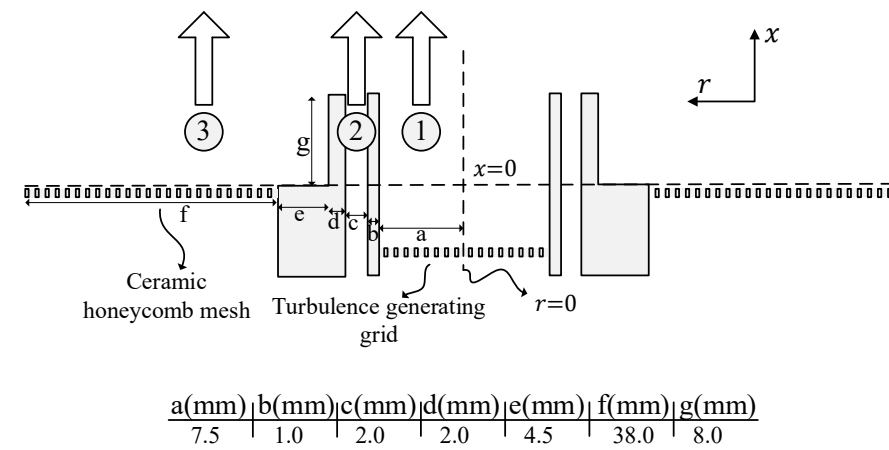 x
r
3
2
1
g
x=0
f
e
d
c
b
a
Ceramic
honeycomb mesh
Turbulence generating
grid
r=0
a(mm) b(mm) c(mm) d(mm) e(mm) f(mm) g(mm)
7.5 1.0 2.0 2.0 4.5 38.0 8.0